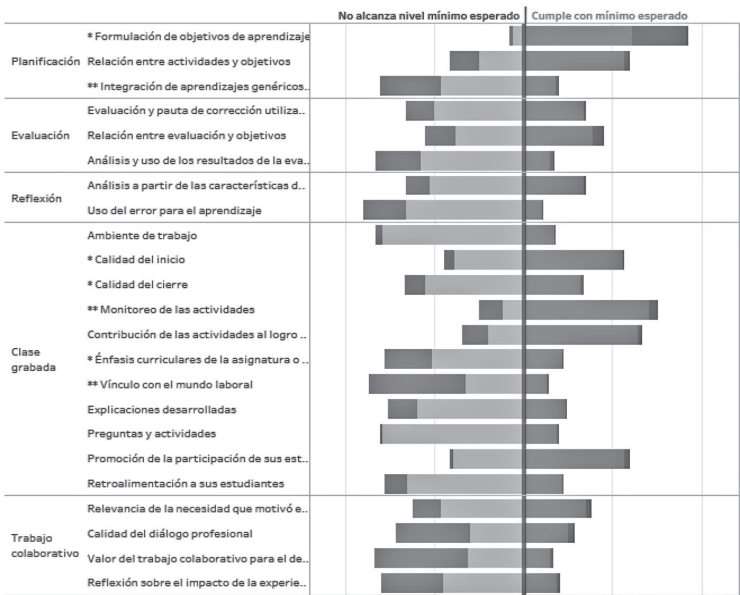 No alcanza nivel mínimo esperado Cumple con mínimo esperado
Planificación
* Formulación de objetivos de aprendizaje
Relación entre actividades y objetivos
** Integración de aprendizajes genéricos..
Evaluación
Evaluación y pauta de corrección utiliza..
Relación entre evaluación y objetivos
Análisis y uso de los resultados de la eva..
Reflexión
Análisis a partir de las características d..
Uso del error para el aprendizaje
Clase
grabada
Ambiente de trabajo
* Calidad del inicio
* Calidad del cierre
** Monitoreo de las actividades
Contribución de las actividades al logro ..
* Énfasis curriculares de la asignatura o ..
** Vínculo con el mundo laboral
Explicaciones desarrolladas
Preguntas y actividades
Promoción de la participación de sus est..
Retroalimentación a sus estudiantes
Trabajo
colaborativo
Relevancia de la necesidad que motivó e..
Calidad del diálogo profesional
Valor del trabajo colaborativo para el de..
Reflexión sobre el impacto de la experie..